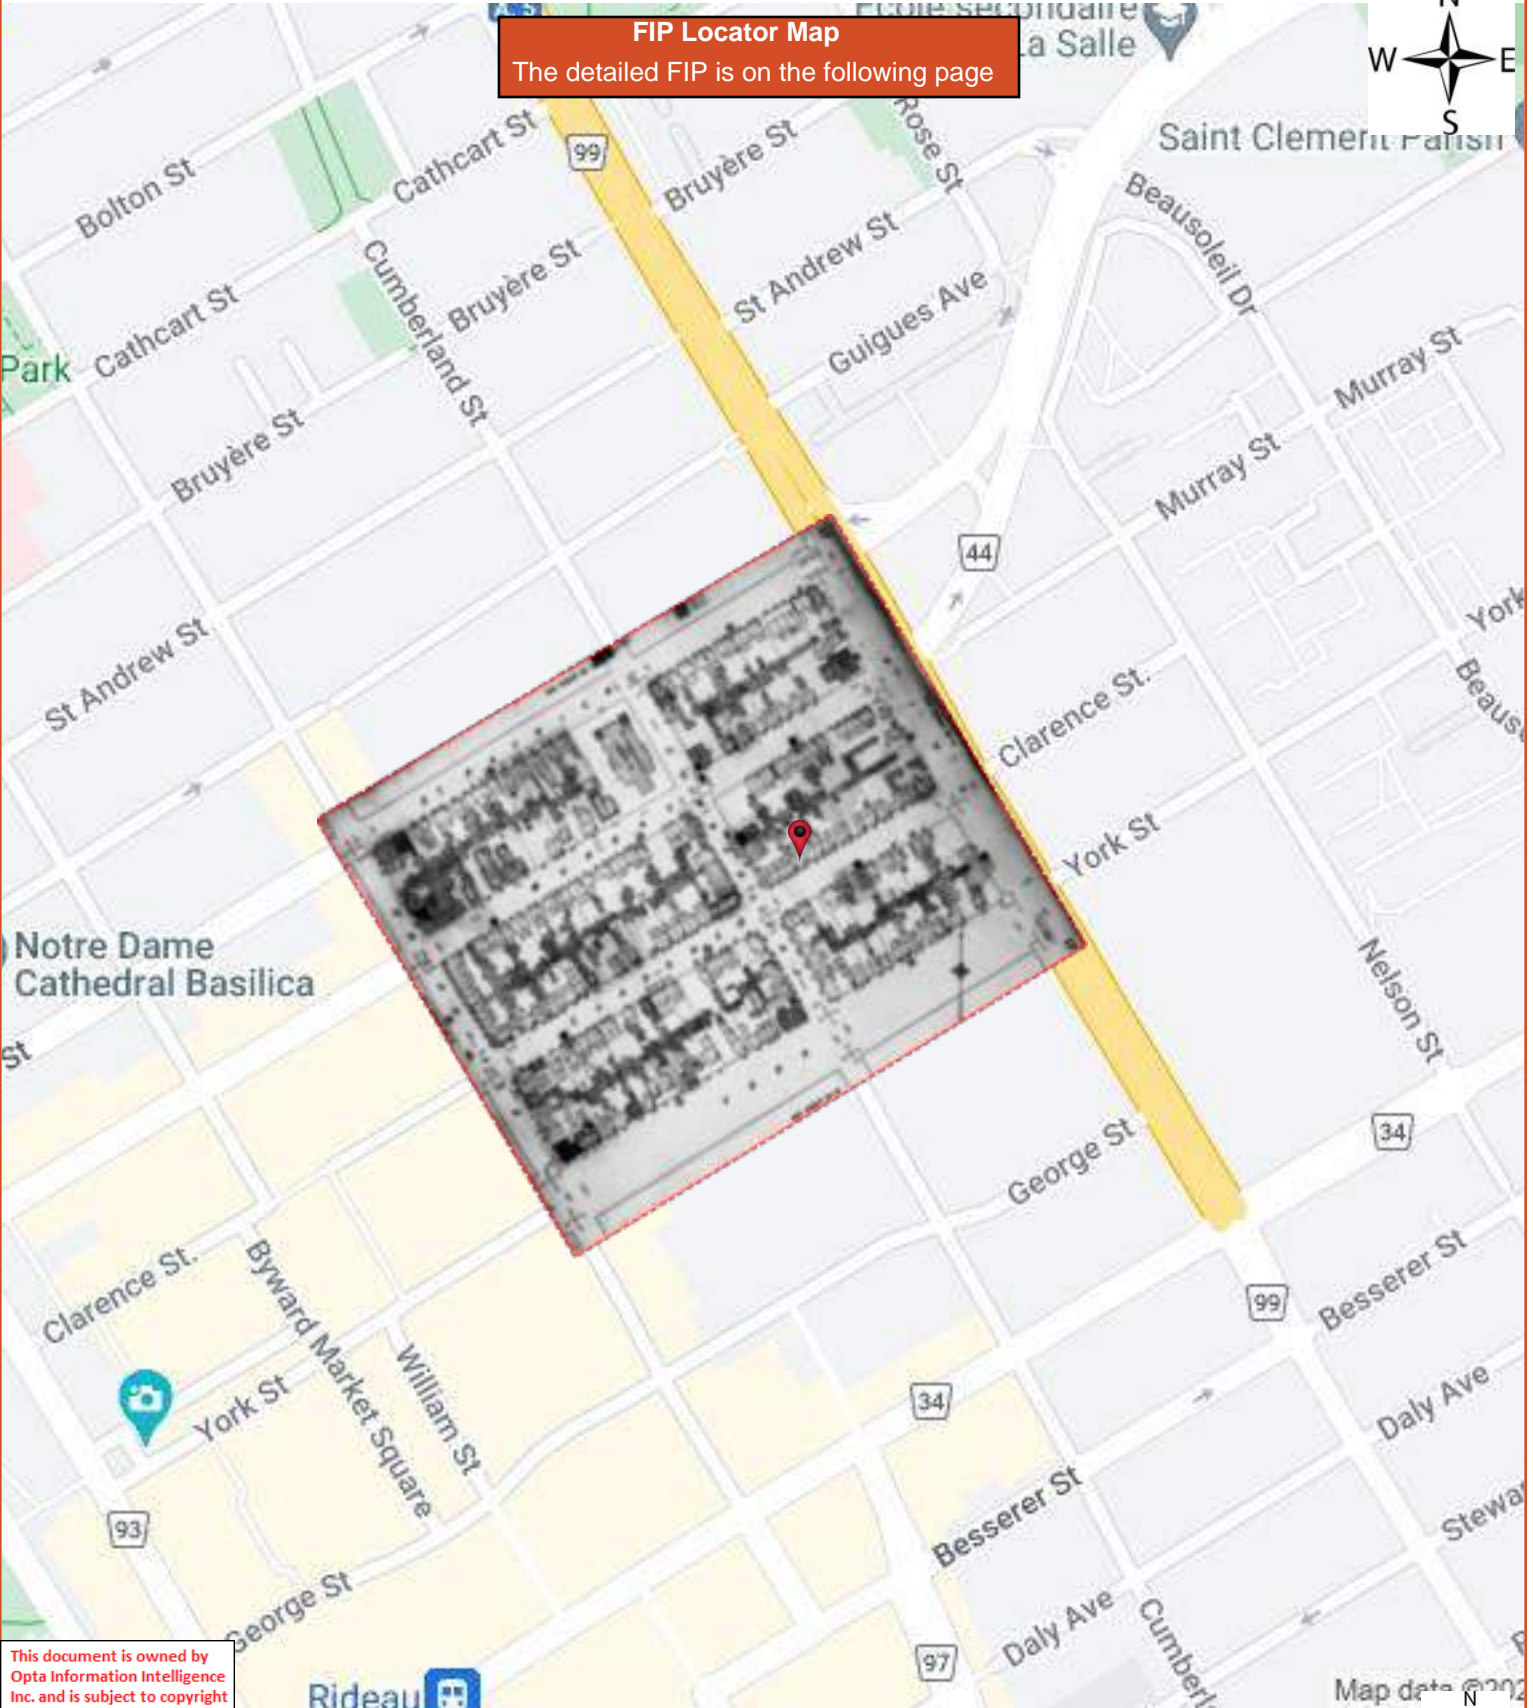 N
W E
S
FIP Locator Map
The detailed FIP is on the following page
École secondaire
La Salle
Saint Clement Parish
99
Rose St
Cathcart St
Bruyère St
Bolton St
Beausoleil Dr
St Andrew St
Cumberland St
Bruyère St
Guigues Ave
Cathcart St
Park
Murray St
Bruyère St
Murray St
44
York
St Andrew St
Clarence St.
York St
Notre Dame
Cathedral Basilica
Nelson St
St
34
George St
Clarence St.
Byward Market Square
Besserer St
99
William St
York St
34
Daly Ave
93
Besserer St
George St
Daly Ave
97
Rideau
This document is owned by
Opta Information Intelligence
Inc. and is subject to copyright
Map data
N